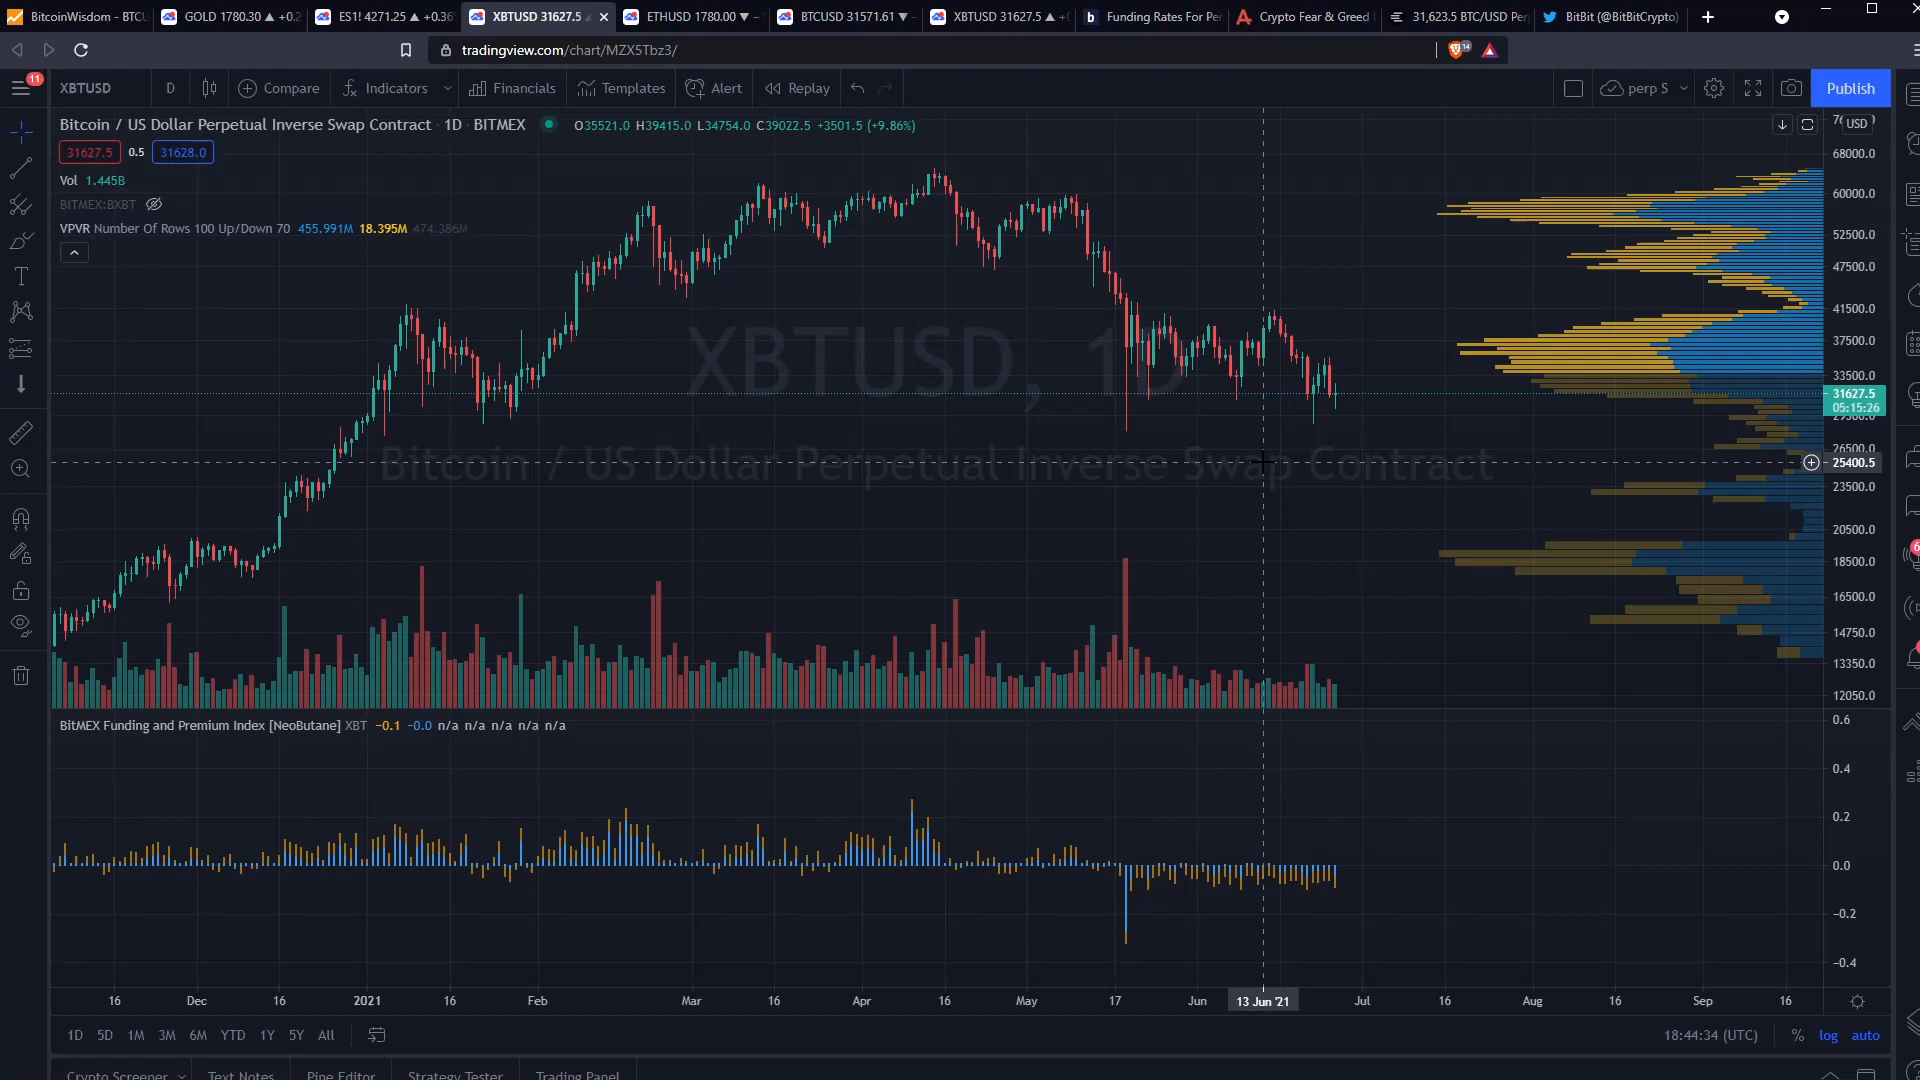 BitcoinWisdom - BTCU GOLD 1780.30 ▲ +0.2 ES1! 4271.25 ▲ +0.36 XBTUSD 31627.5 ▲ ETHUSD 1780.00 ▼ − BTCUSD 31571.61 ▼ − XBTUSD 31627.5 ▲ +0 Funding Rates For Per Crypto Fear & Greed 31,623.5 BTC/USD Per BitBit (@BitBitCrypto)
tradingview.com/chart/MZX5Tbz3/
14
11
XBTUSD D Compare Indicators Financials Templates Alert Replay perp S Publish
Bitcoin / US Dollar Perpetual Inverse Swap Contract · 1D · BITMEX O35521.0 H39415.0 L34754.0 C39022.5 +3501.5 (+9.86%)
31627.5 0.5 31628.0
Vol 1.445B
BITMEX:BXBT
VPVR Number Of Rows 100 Up/Down 70 455.991M 18.395M 474.386M
XBTUSD, 1D
Bitcoin / US Dollar Perpetual Inverse Swap Contract
USD
68000.0
60000.0
52500.0
47500.0
41500.0
37500.0
33500.0
31627.5
05:15:26
29500.0
26500.0
25400.5
23500.0
20500.0
18500.0
16500.0
14750.0
13350.0
12050.0
BitMEX Funding and Premium Index [NeoButane] XBT −0.1 −0.0 n/a n/a n/a n/a n/a
0.6
0.4
0.2
0.0
−0.2
−0.4
16 Dec 16 2021 16 Feb Mar 16 Apr 16 May 17 Jun 13 Jun '21 Jul 16 Aug 16 Sep 16
1D 5D 1M 3M 6M YTD 1Y 5Y All 18:44:34 (UTC) % log auto
Crypto Screener Text Notes Pine Editor Strategy Tester Trading Panel